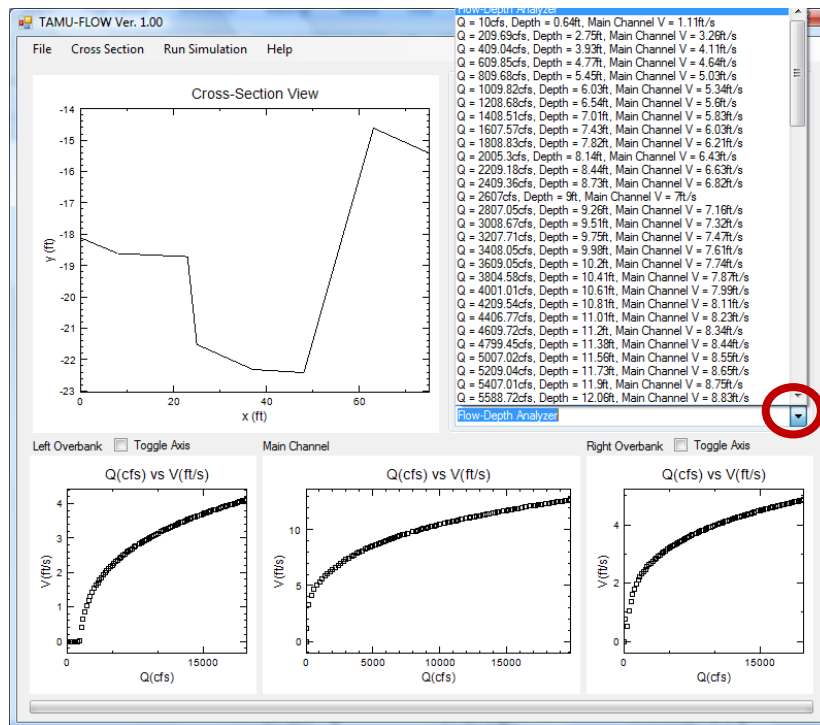 TAMU-FLOW Ver. 1.00
File Cross Section Run Simulation Help
Cross-Section View
-14
-15
-16
-17
-18
-19
-20
-21
-22
-23
y (ft)
0 20 40 60
x (ft)
Flow-Depth Analyzer
Q = 10cfs, Depth = 0.64ft, Main Channel V = 1.11ft/s
Q = 209.69cfs, Depth = 2.75ft, Main Channel V = 3.26ft/s
Q = 409.04cfs, Depth = 3.93ft, Main Channel V = 4.11ft/s
Q = 609.85cfs, Depth = 4.77ft, Main Channel V = 4.64ft/s
Q = 809.68cfs, Depth = 5.45ft, Main Channel V = 5.03ft/s
Q = 1009.82cfs, Depth = 6.03ft, Main Channel V = 5.34ft/s
Q = 1208.68cfs, Depth = 6.54ft, Main Channel V = 5.6ft/s
Q = 1408.51cfs, Depth = 7.01ft, Main Channel V = 5.83ft/s
Q = 1607.57cfs, Depth = 7.43ft, Main Channel V = 6.03ft/s
Q = 1808.83cfs, Depth = 7.82ft, Main Channel V = 6.21ft/s
Q = 2005.3cfs, Depth = 8.14ft, Main Channel V = 6.43ft/s
Q = 2209.18cfs, Depth = 8.44ft, Main Channel V = 6.63ft/s
Q = 2409.36cfs, Depth = 8.73ft, Main Channel V = 6.82ft/s
Q = 2607cfs, Depth = 9ft, Main Channel V = 7ft/s
Q = 2807.05cfs, Depth = 9.26ft, Main Channel V = 7.16ft/s
Q = 3008.67cfs, Depth = 9.51ft, Main Channel V = 7.32ft/s
Q = 3207.71cfs, Depth = 9.75ft, Main Channel V = 7.47ft/s
Q = 3408.05cfs, Depth = 9.98ft, Main Channel V = 7.61ft/s
Q = 3609.05cfs, Depth = 10.2ft, Main Channel V = 7.74ft/s
Q = 3804.58cfs, Depth = 10.41ft, Main Channel V = 7.87ft/s
Q = 4001.01cfs, Depth = 10.61ft, Main Channel V = 7.99ft/s
Q = 4209.54cfs, Depth = 10.81ft, Main Channel V = 8.11ft/s
Q = 4406.77cfs, Depth = 11.01ft, Main Channel V = 8.23ft/s
Q = 4609.72cfs, Depth = 11.2ft, Main Channel V = 8.34ft/s
Q = 4799.45cfs, Depth = 11.38ft, Main Channel V = 8.44ft/s
Q = 5007.02cfs, Depth = 11.56ft, Main Channel V = 8.55ft/s
Q = 5209.04cfs, Depth = 11.73ft, Main Channel V = 8.65ft/s
Q = 5407.01cfs, Depth = 11.9ft, Main Channel V = 8.75ft/s
Q = 5588.72cfs, Depth = 12.06ft, Main Channel V = 8.83ft/s
Flow-Depth Analyzer
Left Overbank Toggle Axis
Q(cfs) vs V(ft/s)
4
3
2
1
0
V(ft/s)
0 15000
Q(cfs)
Main Channel
Q(cfs) vs V(ft/s)
10
5
0
V(ft/s)
0 5000 10000 15000
Q(cfs)
Right Overbank Toggle Axis
Q(cfs) vs V(ft/s)
4
2
0
V(ft/s)
0 15000
Q(cfs)